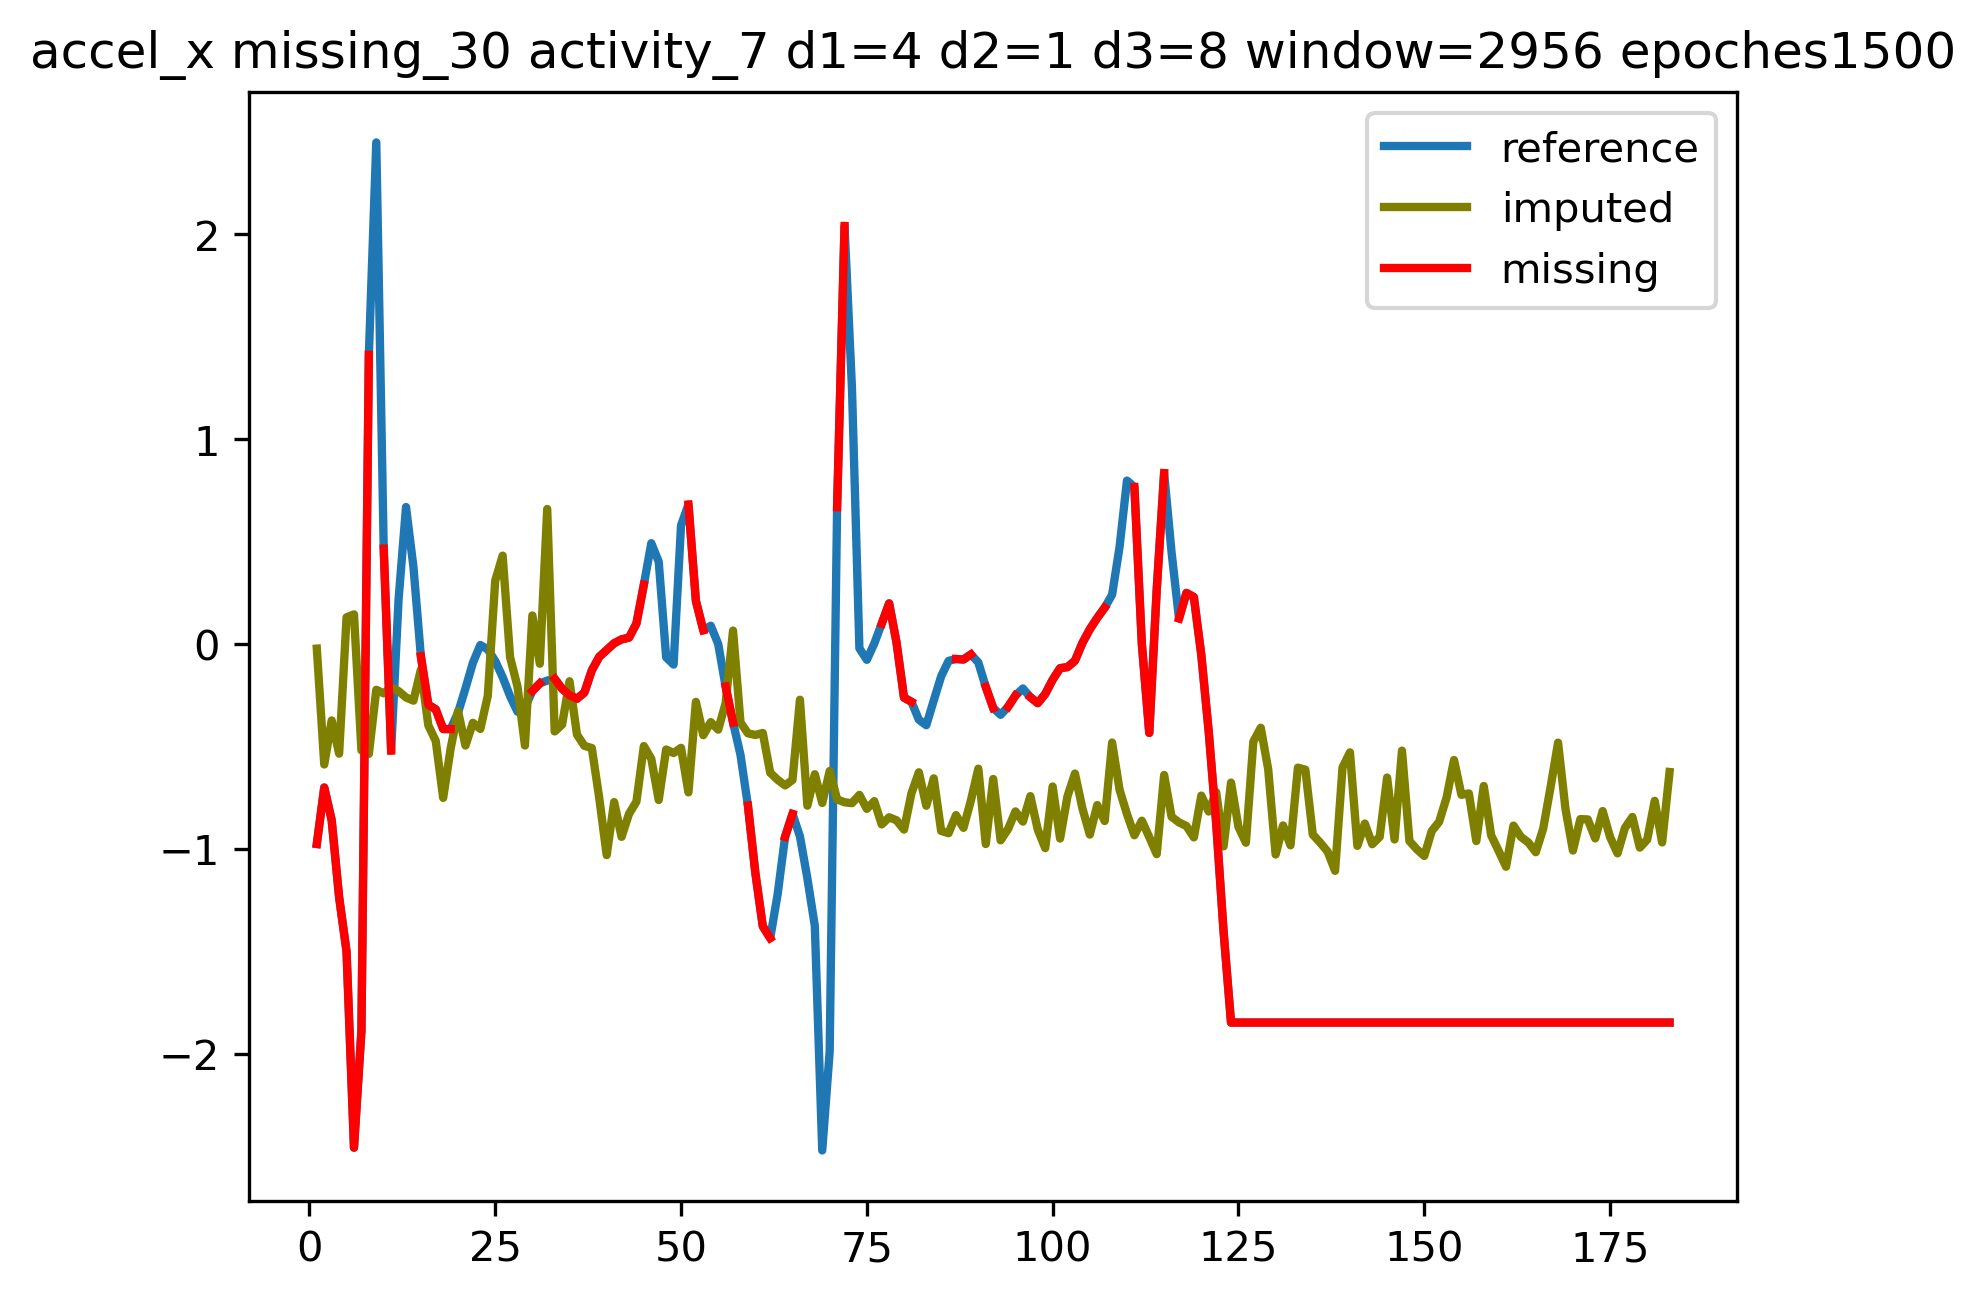 accel_x missing_30 activity_7 d1=4 d2=1 d3=8 window=2956 epoches1500
reference
imputed
missing
2
1
0
−1
−2
0 25 50 75 100 125 150 175